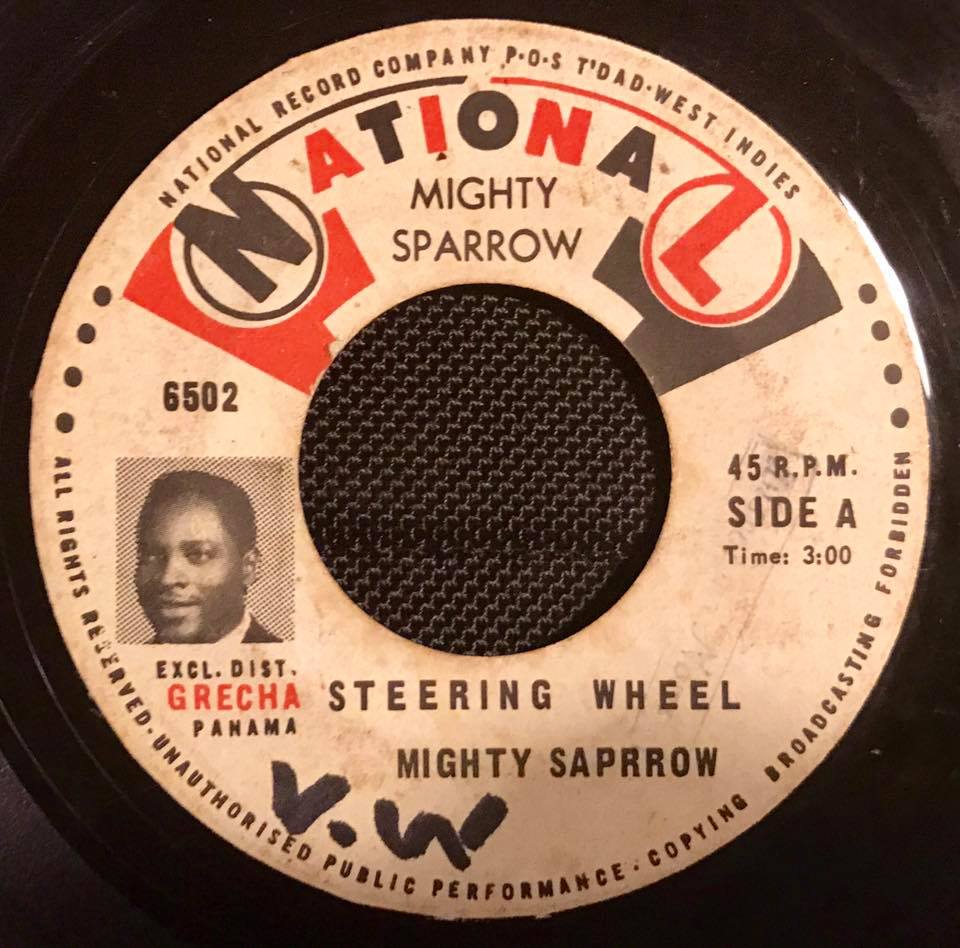 NATIONAL RECORD COMPANY P·O·S T'DAD·WEST INDIES
NATIONAL
MIGHTY
SPARROW
6502
45 R.P.M.
SIDE A
Time: 3:00
EXCL. DIST.
GRECHA
PANAMA
STEERING WHEEL
MIGHTY SAPRROW
V.W
ALL RIGHTS RESERVED·UNAUTHORISED PUBLIC PERFORMANCE·COPYING BROADCASTING FORBIDDEN